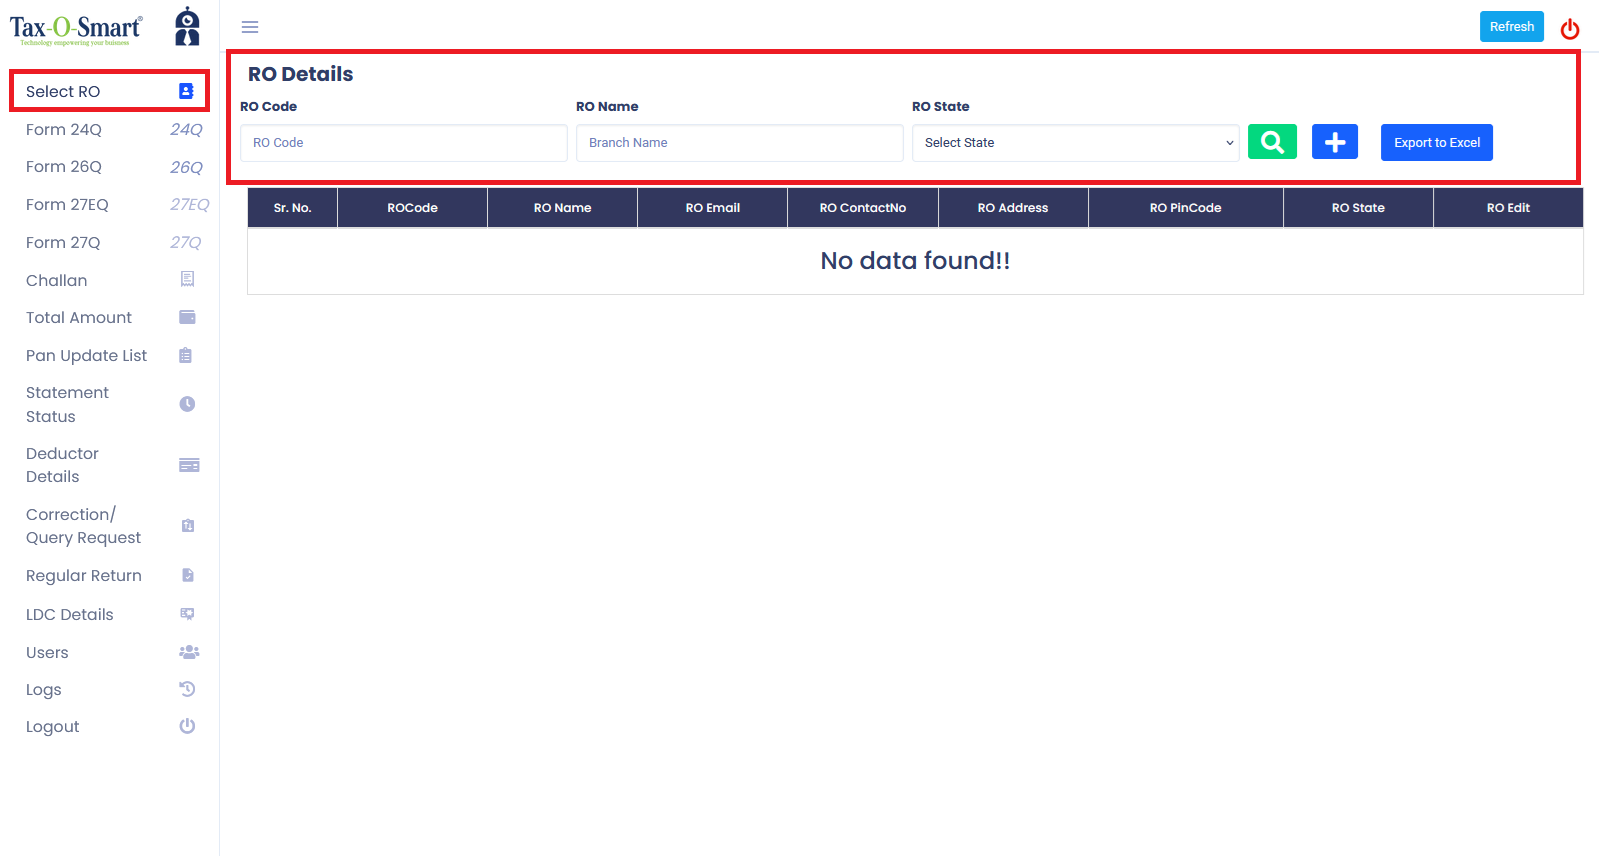 Tax-O-Smart®
Technology empowering your buisness
Refresh
Select RO
Form 24Q 24Q
Form 26Q 26Q
Form 27EQ 27EQ
Form 27Q 27Q
Challan
Total Amount
Pan Update List
Statement
Status
Deductor
Details
Correction/
Query Request
Regular Return
LDC Details
Users
Logs
Logout
RO Details
RO Code RO Name RO State
RO Code Branch Name Select State Export to Excel
Sr. No. ROCode RO Name RO Email RO ContactNo RO Address RO PinCode RO State RO Edit
No data found!!